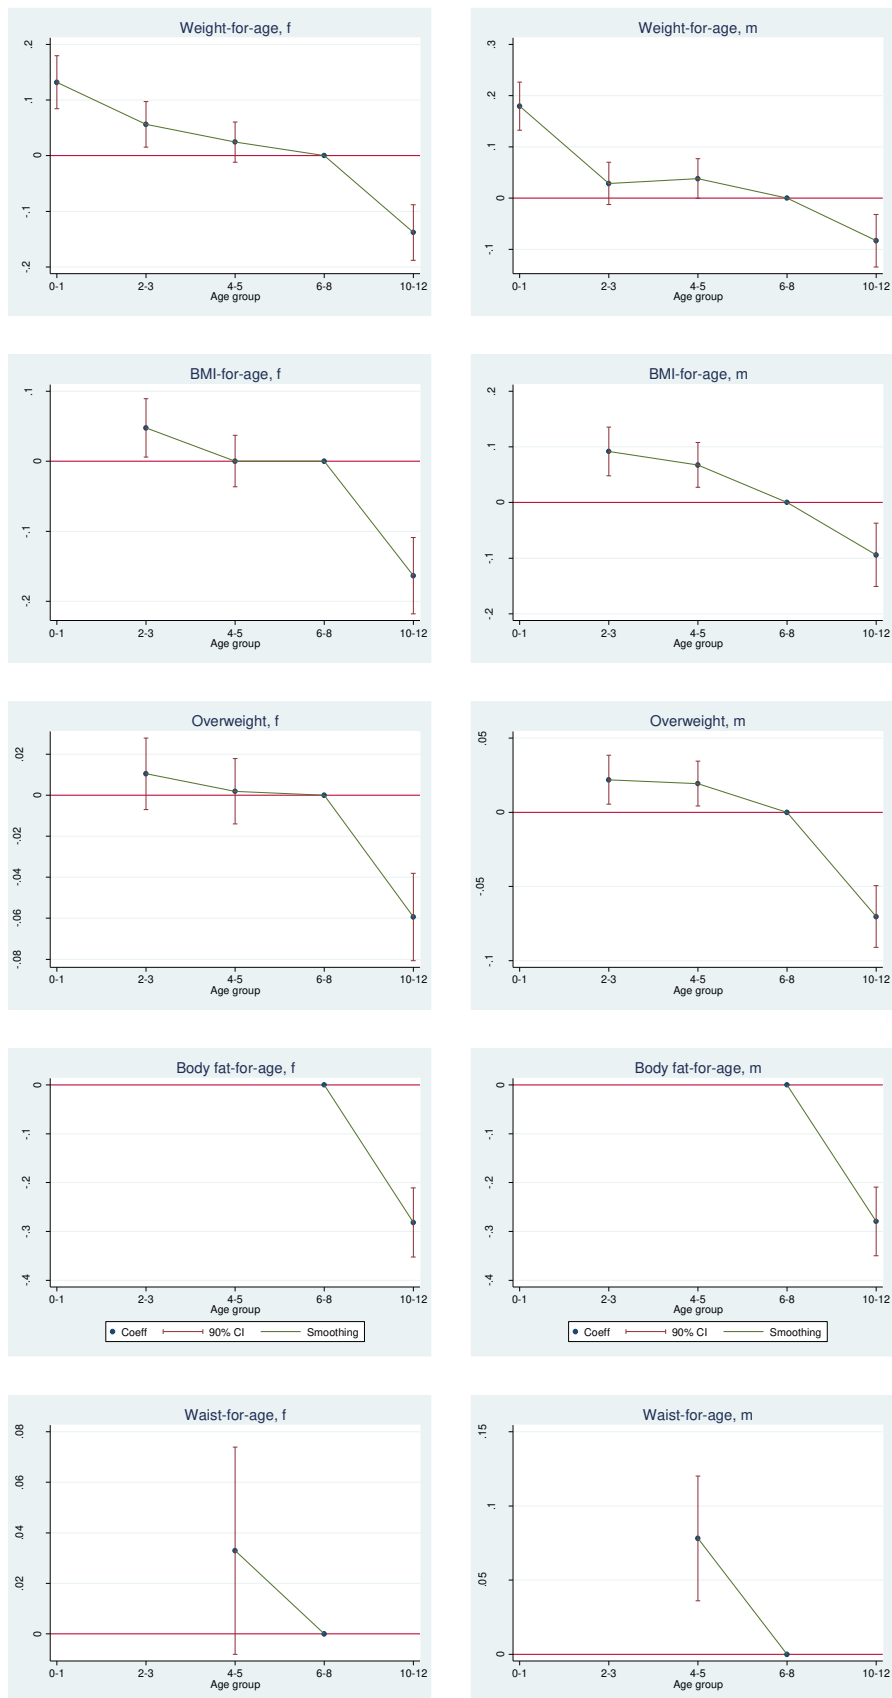 Weight-for-age, f
.2
.1
0
-.1
-.2
0-1 2-3 4-5 6-8 10-12
Age group
Weight-for-age, m
.3
.2
.1
0
-.1
0-1 2-3 4-5 6-8 10-12
Age group
BMI-for-age, f
.1
0
-.1
-.2
0-1 2-3 4-5 6-8 10-12
Age group
BMI-for-age, m
.2
.1
0
-.1
-.2
0-1 2-3 4-5 6-8 10-12
Age group
Overweight, f
.02
0
-.02
-.04
-.06
-.08
0-1 2-3 4-5 6-8 10-12
Age group
Overweight, m
.05
0
-.05
-.1
0-1 2-3 4-5 6-8 10-12
Age group
Body fat-for-age, f
0
-.1
-.2
-.3
-.4
0-1 2-3 4-5 6-8 10-12
Age group
Coeff 90% CI Smoothing
Body fat-for-age, m
0
-.1
-.2
-.3
-.4
0-1 2-3 4-5 6-8 10-12
Age group
Coeff 90% CI Smoothing
Waist-for-age, f
.08
.06
.04
.02
0
0-1 2-3 4-5 6-8 10-12
Age group
Waist-for-age, m
.15
.1
.05
0
0-1 2-3 4-5 6-8 10-12
Age group